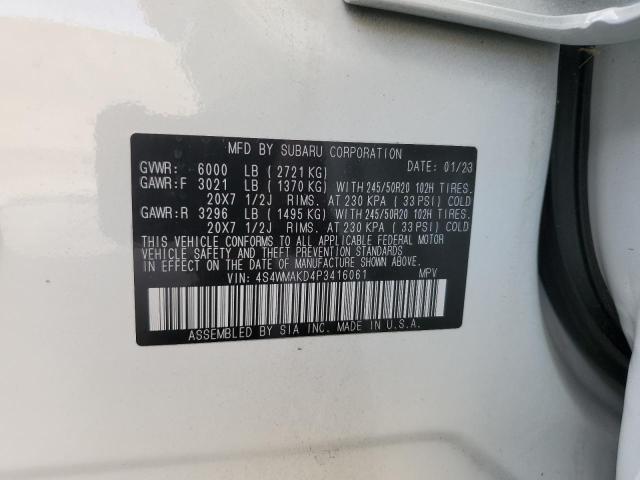 MFD BY SUBARU CORPORATION DATE: 01/23
GVWR: 6000 LB (2721 KG)
GAWR:F 3021 LB (1370 KG) WITH 245/50R20 102H TIRES.
20X7 1/2J RIMS. AT 230 KPA (33 PSI) COLD
GAWR:R 3296 LB (1495 KG) WITH 245/50R20 102H TIRES.
20X7 1/2J RIMS. AT 230 KPA (33 PSI) COLD
THIS VEHICLE CONFORMS TO ALL APPLICABLE FEDERAL MOTOR
VEHICLE SAFETY AND THEFT PREVENTION STANDARDS
IN EFFECT ON THE DATE OF MANUFACTURE SHOWN ABOVE.
VIN: 4S4WMAKD4P3416061 MPV
ASSEMBLED BY SIA INC. MADE IN U.S.A.